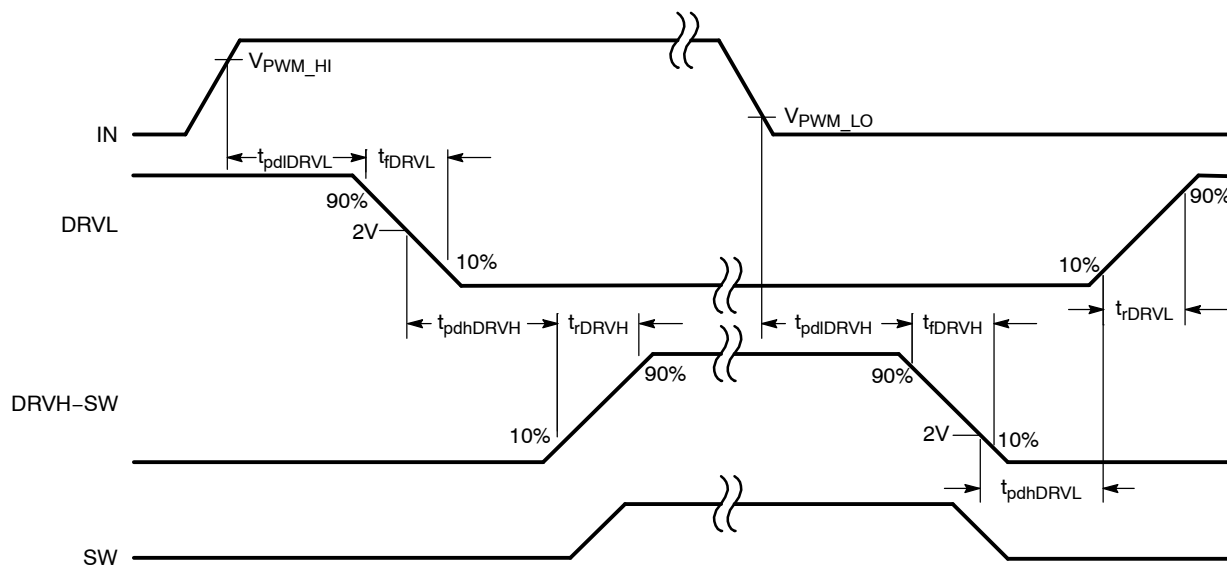 VPWM_HI
VPWM_LO
IN
tpdlDRVL
tfDRVL
90%
90%
DRVL
2V
10%
10%
tpdhDRVH
trDRVH
tpdlDRVH
tfDRVH
trDRVL
90%
90%
DRVH−SW
10%
2V
10%
tpdhDRVL
SW